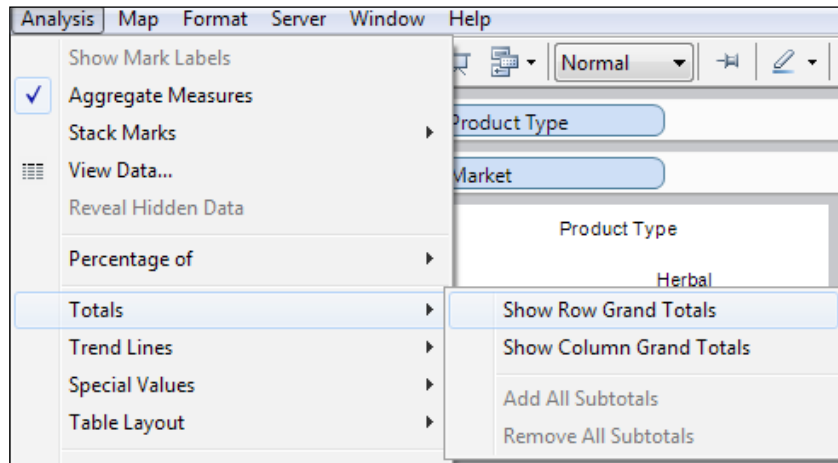 Analysis Map Format Server Window Help
Show Mark Labels
Normal
Aggregate Measures
Product Type
Stack Marks
View Data...
Market
Reveal Hidden Data
Product Type
Percentage of
Herbal
Totals
Show Row Grand Totals
Trend Lines
Show Column Grand Totals
Special Values
Add All Subtotals
Table Layout
Remove All Subtotals